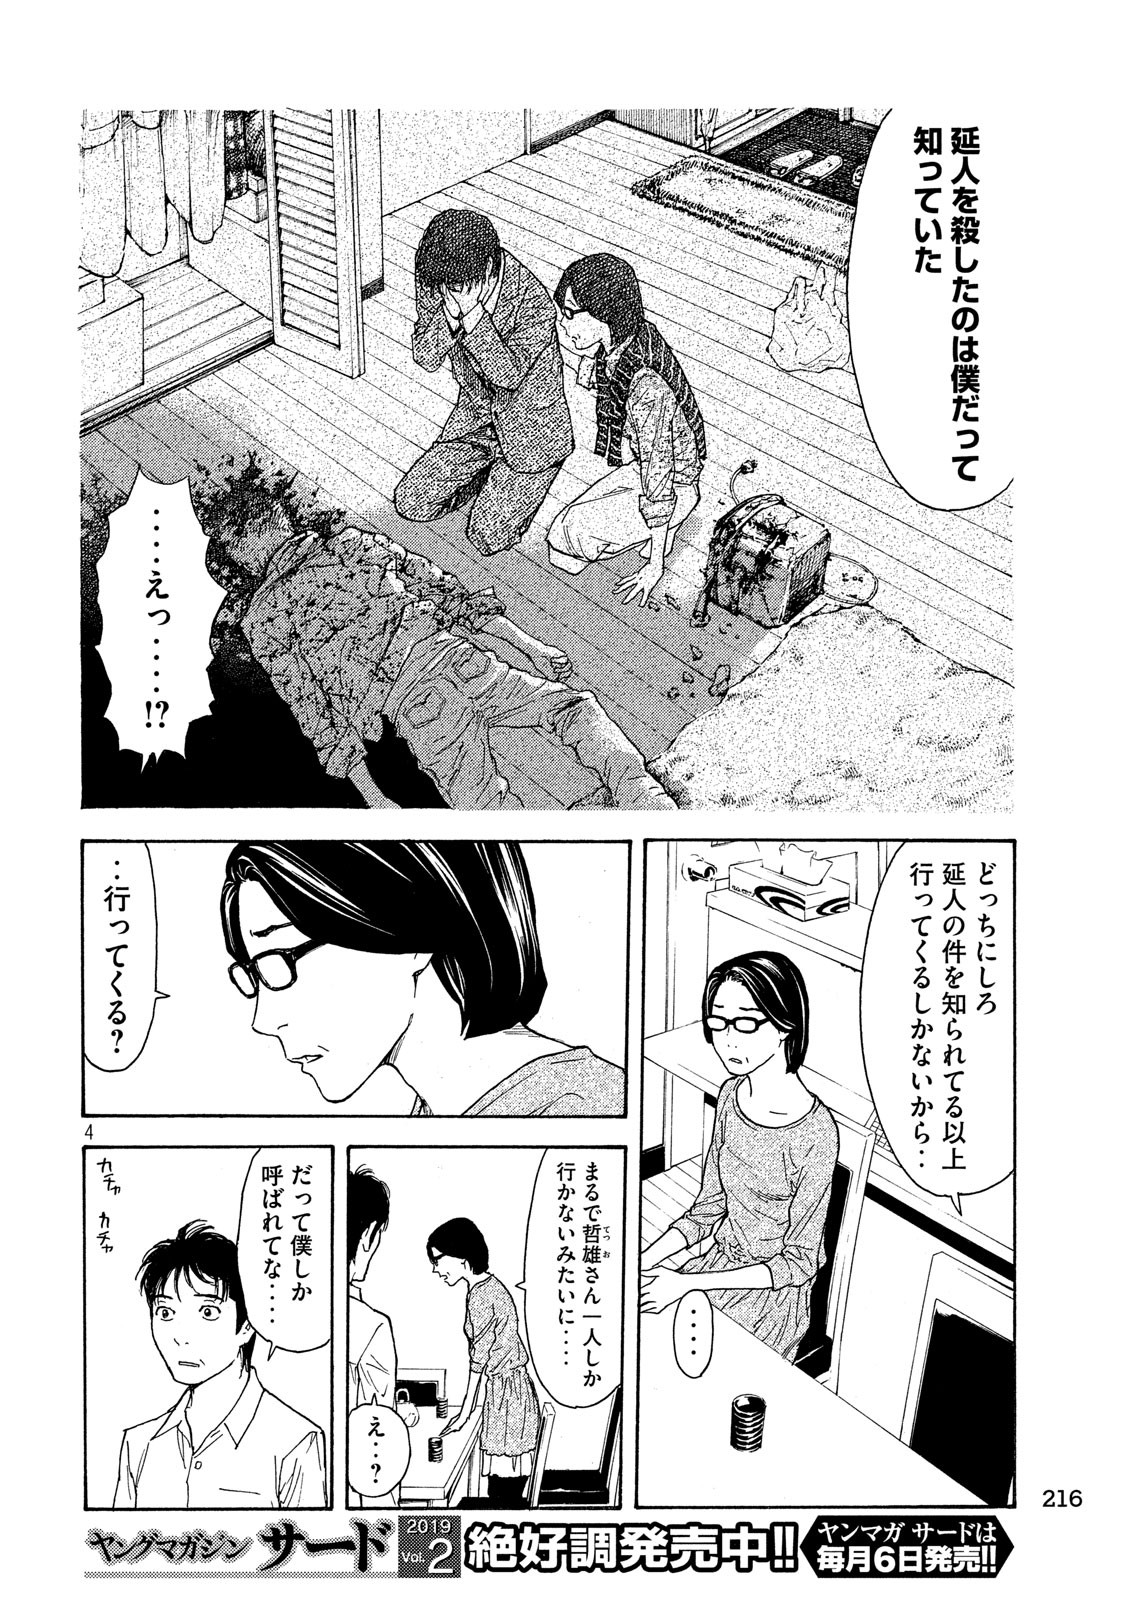 延人を殺したのは僕だって
知っていた
‥‥えっ‥‥!?
どっちにしろ
延人の件を知られてる以上
行ってくるしかないから‥
‥‥
‥行ってくる?
まるで哲雄さん一人しか
てつお
行かないみたいに‥‥
え‥?
だって僕しか
呼ばれてな‥‥
カチャ
カチャ
4
216
ヤングマガジン サード 2019 Vol.2 絶好調発売中!!
ヤンマガ サードは
毎月6日発売!!